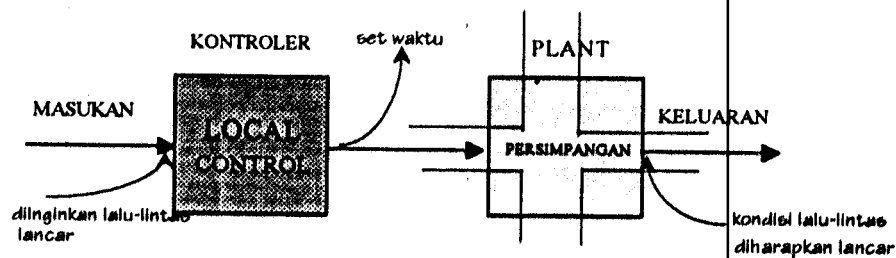 KONTROLER
set waktu
PLANT
MASUKAN
LOCAL
CONTROL
PERSIMPANGAN
KELUARAN
diinginkan lalu-lintas
lancar
kondisi lalu-lintas
diharapkan lancar